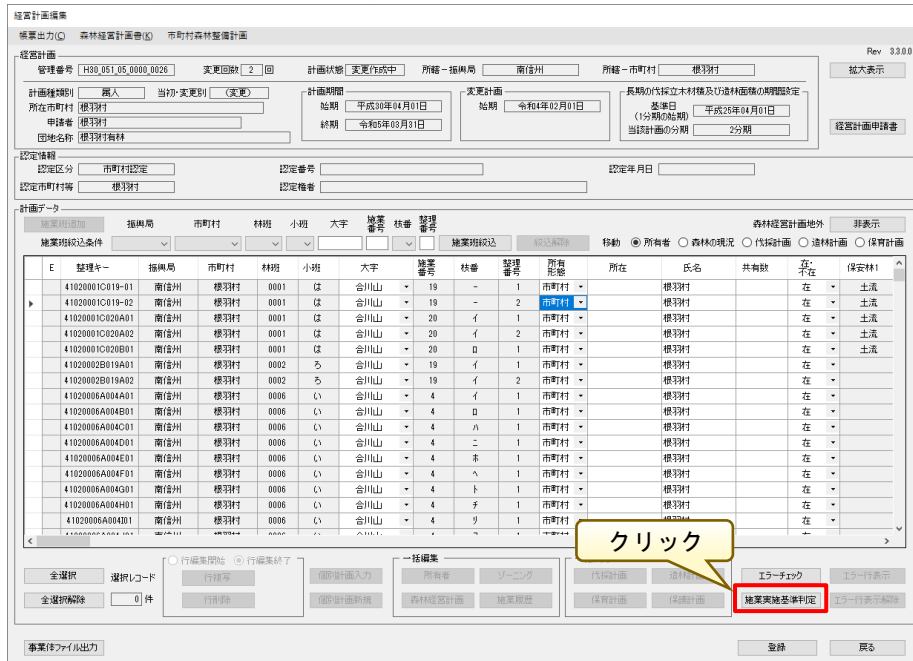 経営計画編集
帳票出力(C) 森林経営計画書(K) 市町村森林整備計画
Rev 3.3.0.0
経営計画
管理番号 H30_051_05_0000_0026 変更回数 2 回 計画状態 変更作成中 所轄－振興局 南信州 所轄－市町村 根羽村 拡大表示
計画種類別 属人 当初・変更別 (変更) 計画期間 変更計画 長期の伐採立木材積及び造林面積の期間設定
所在市町村 根羽村 始期 平成30年04月01日 始期 令和4年02月01日 基準日 (1分期の始期) 平成25年04月01日
申請者 根羽村 終期 令和5年03月31日 当該計画の分期 2分期 経営計画申請書
団地名称 根羽村有林
認定情報
認定区分 市町村認定 認定番号 認定年月日
認定市町村等 根羽村 認定権者
計画データ
施業班追加 振興局 市町村 林班 小班 大字 施業番号 枝番 整理番号 森林経営計画地外 非表示
施業班絞込条件 施業班絞込 絞込解除 移動 所有者 森林の現況 伐採計画 造林計画 保育計画
E 整理キー 振興局 市町村 林班 小班 大字 施業番号 枝番 整理番号 所有形態 所在 氏名 共有数 在・不在 保安林1
41020001C019-01 南信州 根羽村 0001 は 合川山 19 － 1 市町村 根羽村 在 土流
41020001C019-02 南信州 根羽村 0001 は 合川山 19 － 2 市町村 根羽村 在 土流
41020001C020A01 南信州 根羽村 0001 は 合川山 20 イ 1 市町村 根羽村 在 土流
41020001C020A02 南信州 根羽村 0001 は 合川山 20 イ 2 市町村 根羽村 在 土流
41020001C020B01 南信州 根羽村 0001 は 合川山 20 ロ 1 市町村 根羽村 在 土流
41020002B019A01 南信州 根羽村 0002 ろ 合川山 19 イ 1 市町村 根羽村 在
41020002B019A02 南信州 根羽村 0002 ろ 合川山 19 イ 2 市町村 根羽村 在
41020006A004A01 南信州 根羽村 0006 い 合川山 4 イ 1 市町村 根羽村 在
41020006A004B01 南信州 根羽村 0006 い 合川山 4 ロ 1 市町村 根羽村 在
41020006A004C01 南信州 根羽村 0006 い 合川山 4 ハ 1 市町村 根羽村 在
41020006A004D01 南信州 根羽村 0006 い 合川山 4 ニ 1 市町村 根羽村 在
41020006A004E01 南信州 根羽村 0006 い 合川山 4 ホ 1 市町村 根羽村 在
41020006A004F01 南信州 根羽村 0006 い 合川山 4 ヘ 1 市町村 根羽村 在
41020006A004G01 南信州 根羽村 0006 い 合川山 4 ト 1 市町村 根羽村 在
41020006A004H01 南信州 根羽村 0006 い 合川山 4 チ 1 市町村 根羽村 在
41020006A004I01 南信州 根羽村 0006 い 合川山 4 リ 1 市町村 根羽村 在
クリック
行編集開始 行編集終了 一括編集
全選択 選択レコード 行複写 個別計画入力 所有者 ゾーニング 伐採計画 造林計画 エラーチェック エラー行表示
全選択解除 0 件 行削除 個別計画新規 森林経営計画 施業履歴 保育計画 保護計画 施業実施基準判定 エラー行表示解除
事業体ファイル出力 登録 戻る